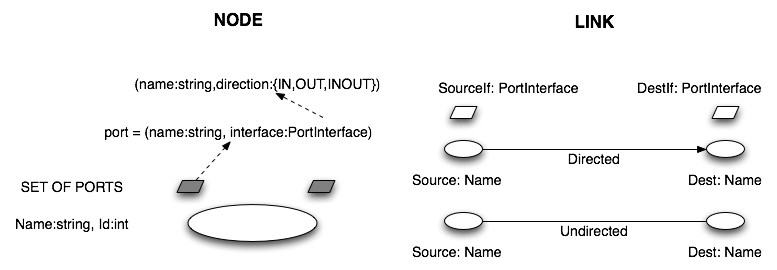 NODE
(name:string,direction:{IN,OUT,INOUT})
port = (name:string, interface:PortInterface)
SET OF PORTS
Name:string, Id:int
LINK
SourceIf: PortInterface
DestIf: PortInterface
Directed
Source: Name
Dest: Name
Undirected
Source: Name
Dest: Name